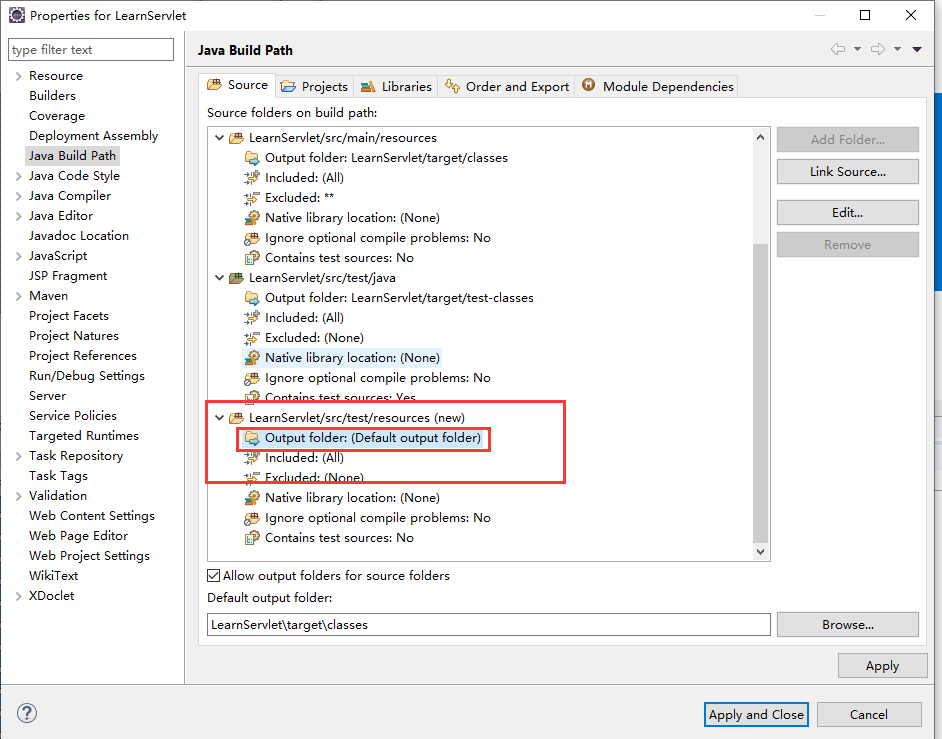 Properties for LearnServlet
type filter text
Resource
Builders
Coverage
Deployment Assembly
Java Build Path
Java Code Style
Java Compiler
Java Editor
Javadoc Location
JavaScript
JSP Fragment
Maven
Project Facets
Project Natures
Project References
Run/Debug Settings
Server
Service Policies
Targeted Runtimes
Task Repository
Task Tags
Validation
Web Content Settings
Web Page Editor
Web Project Settings
WikiText
XDoclet
Java Build Path
Source
Projects
Libraries
Order and Export
Module Dependencies
Source folders on build path:
LearnServlet/src/main/resources
Output folder: LearnServlet/target/classes
Included: (All)
Excluded: **
Native library location: (None)
Ignore optional compile problems: No
Contains test sources: No
LearnServlet/src/test/java
Output folder: LearnServlet/target/test-classes
Included: (All)
Excluded: (None)
Native library location: (None)
Ignore optional compile problems: No
Contains test sources: Yes
LearnServlet/src/test/resources (new)
Output folder: (Default output folder)
Included: (All)
Excluded: (None)
Native library location: (None)
Ignore optional compile problems: No
Contains test sources: No
Add Folder...
Link Source...
Edit...
Remove
Allow output folders for source folders
Default output folder:
LearnServlet\target\classes
Browse...
Apply
?
Apply and Close
Cancel